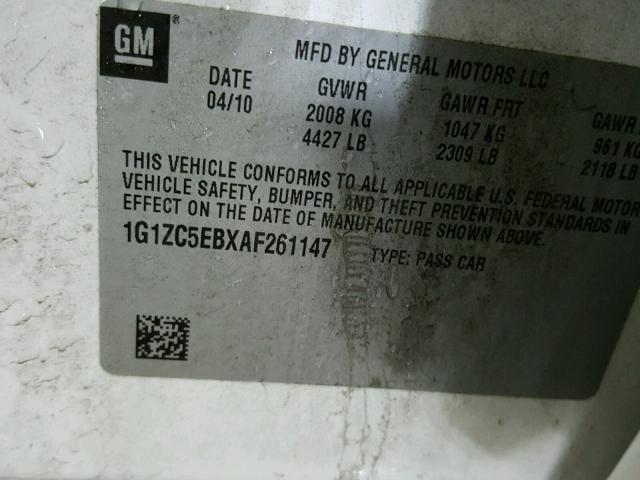 GM ®
MFD BY GENERAL MOTORS LLC
DATE GVWR GAWR FRT GAWR
04/10 2008 KG 1047 KG 961 KG
4427 LB 2309 LB 2118 LB
THIS VEHICLE CONFORMS TO ALL APPLICABLE U.S. FEDERAL MOTOR
VEHICLE SAFETY, BUMPER, AND THEFT PREVENTION STANDARDS IN
EFFECT ON THE DATE OF MANUFACTURE SHOWN ABOVE.
1G1ZC5EBXAF261147 TYPE: PASS CAR